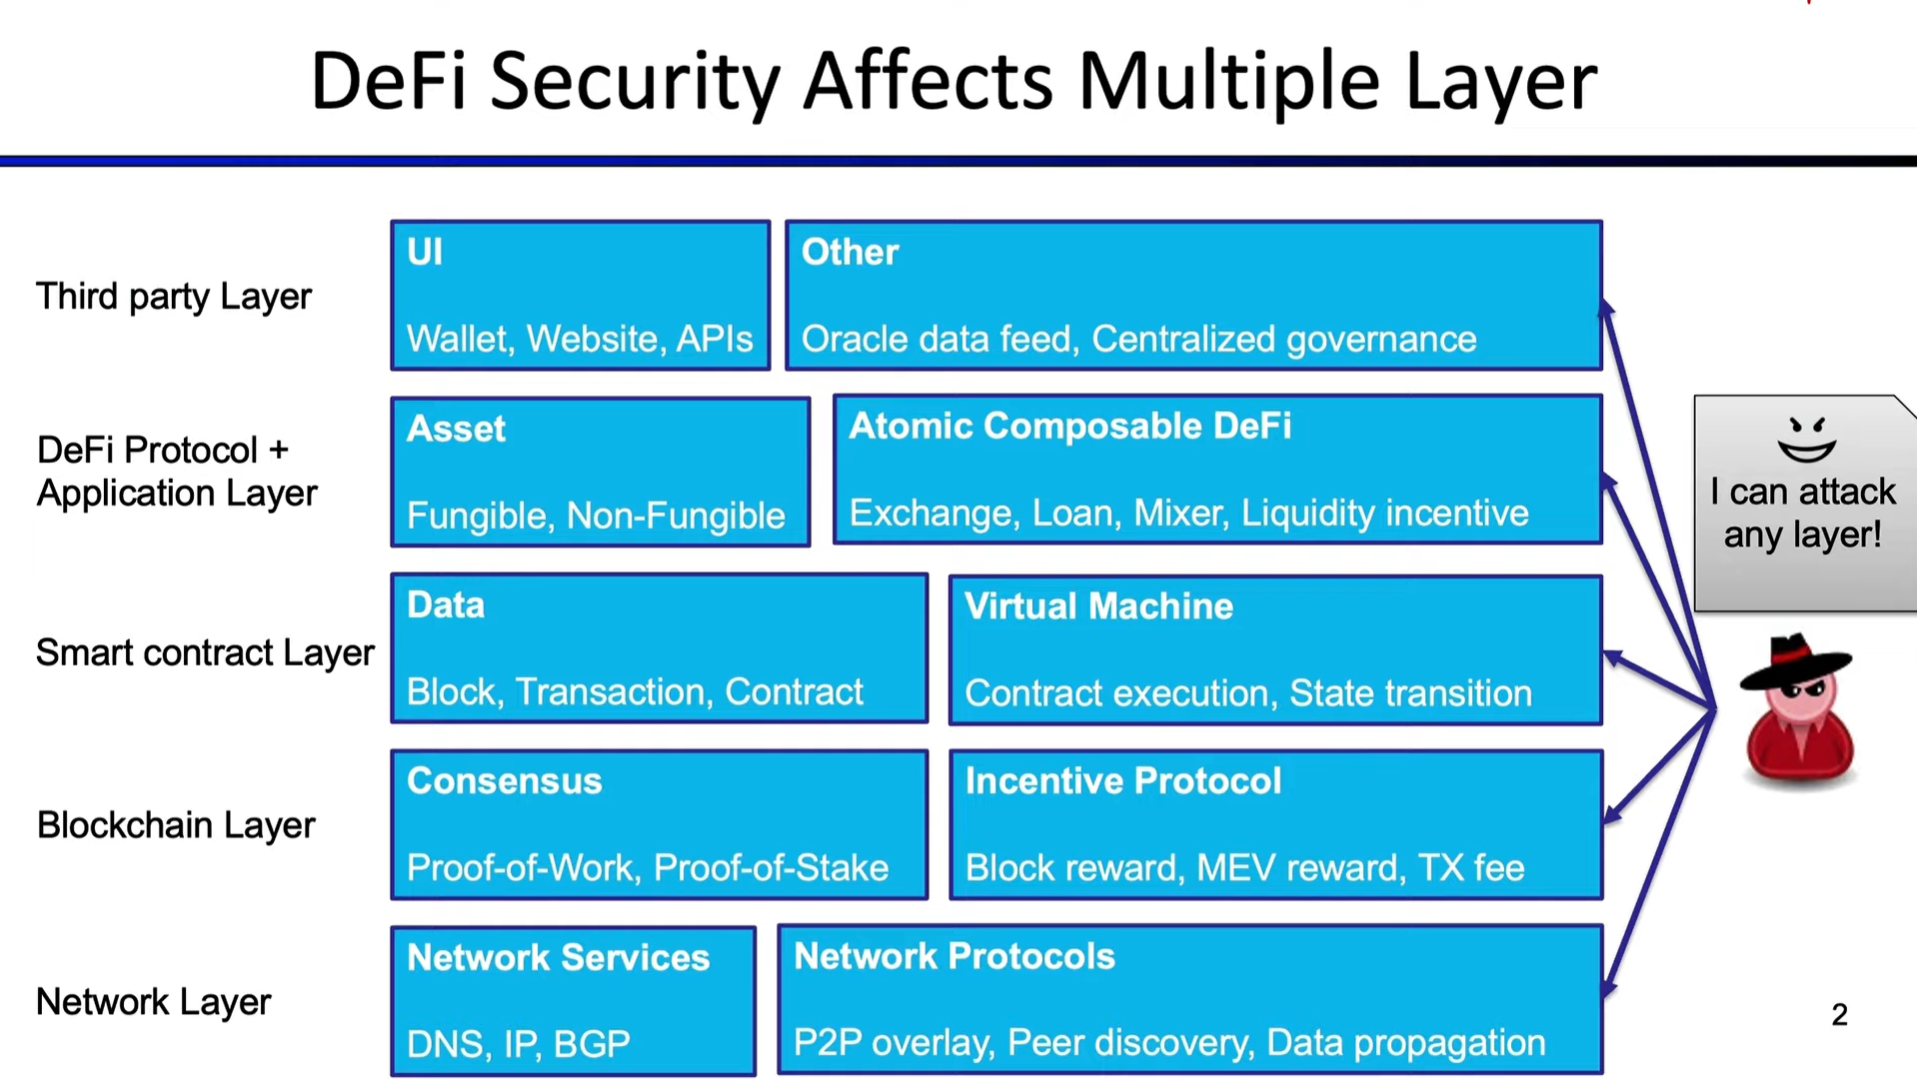 DeFi Security Affects Multiple Layer
Third party Layer
UI
Wallet, Website, APIs
Other
Oracle data feed, Centralized governance
DeFi Protocol +
Application Layer
Asset
Fungible, Non-Fungible
Atomic Composable DeFi
Exchange, Loan, Mixer, Liquidity incentive
I can attack
any layer!
Smart contract Layer
Data
Block, Transaction, Contract
Virtual Machine
Contract execution, State transition
Blockchain Layer
Consensus
Proof-of-Work, Proof-of-Stake
Incentive Protocol
Block reward, MEV reward, TX fee
Network Layer
Network Services
DNS, IP, BGP
Network Protocols
P2P overlay, Peer discovery, Data propagation
2